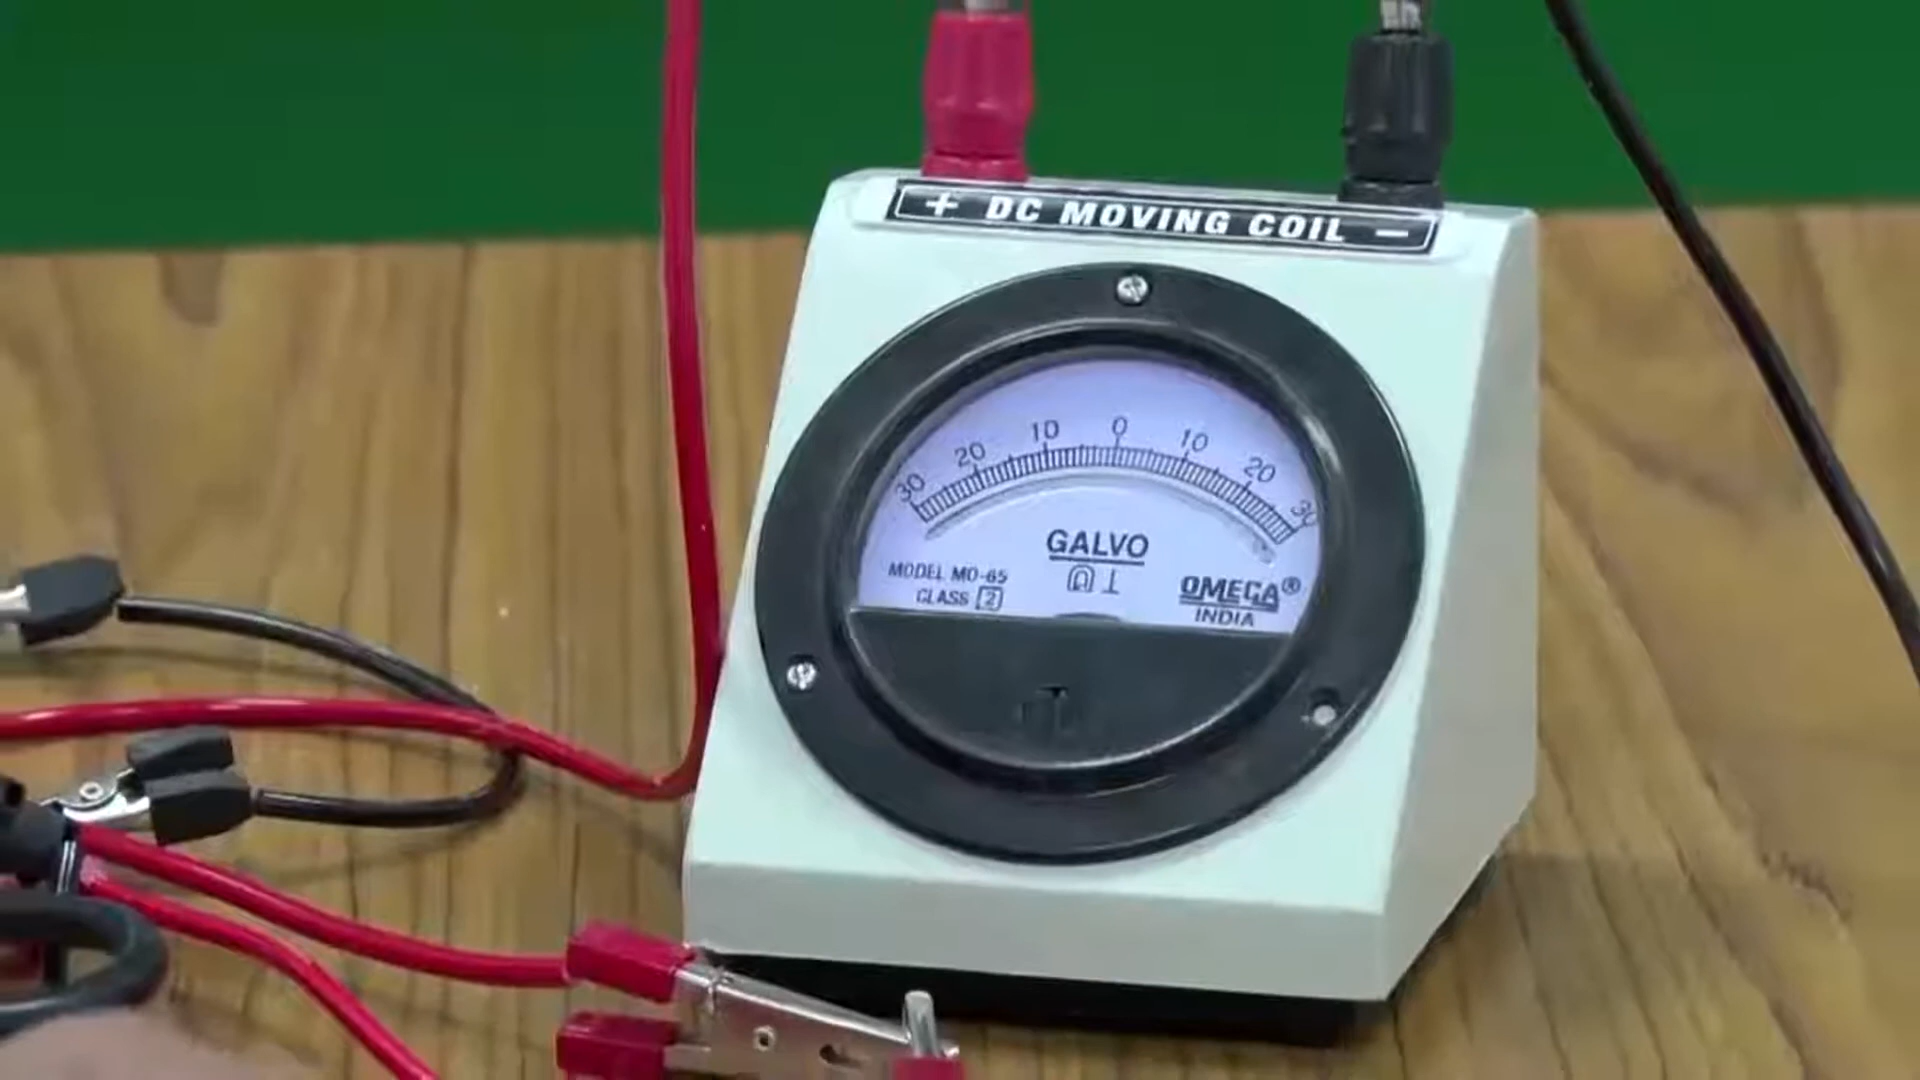 + DC MOVING COIL −
30 20 10 0 10 20 30
GALVO
MODEL MO-65
CLASS 2
OMEGA®
INDIA